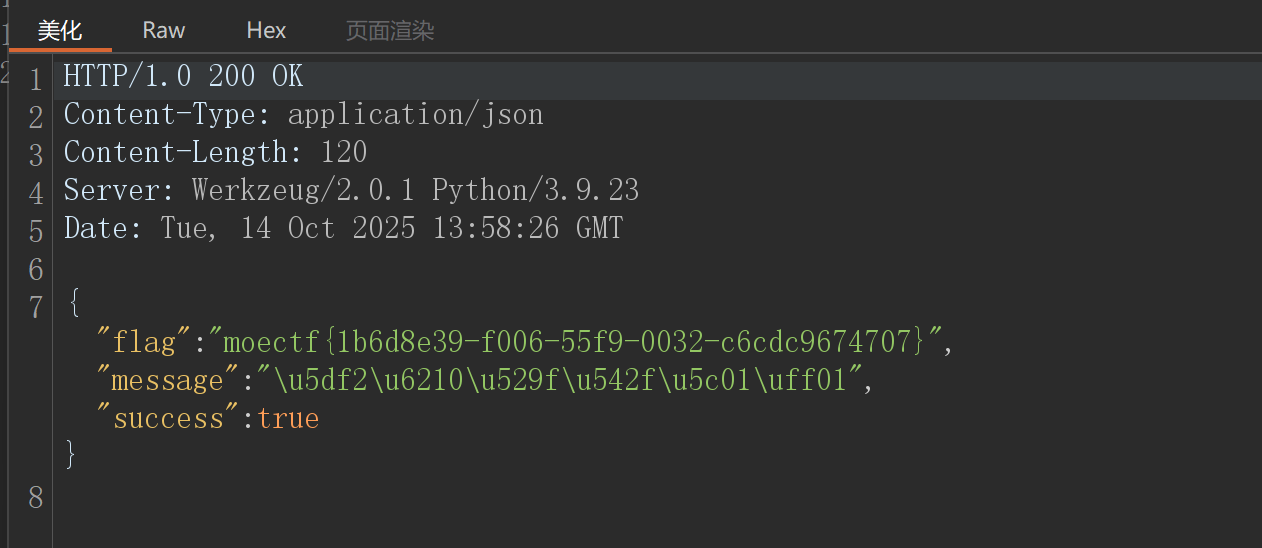 美化 Raw Hex 页面渲染
1 HTTP/1.0 200 OK
2 Content-Type: application/json
3 Content-Length: 120
4 Server: Werkzeug/2.0.1 Python/3.9.23
5 Date: Tue, 14 Oct 2025 13:58:26 GMT
6
7 {
"flag":"moectf{1b6d8e39-f006-55f9-0032-c6cdc9674707}",
"message":"\u5df2\u6210\u529f\u542f\u5c01\uff01",
"success":true
}
8